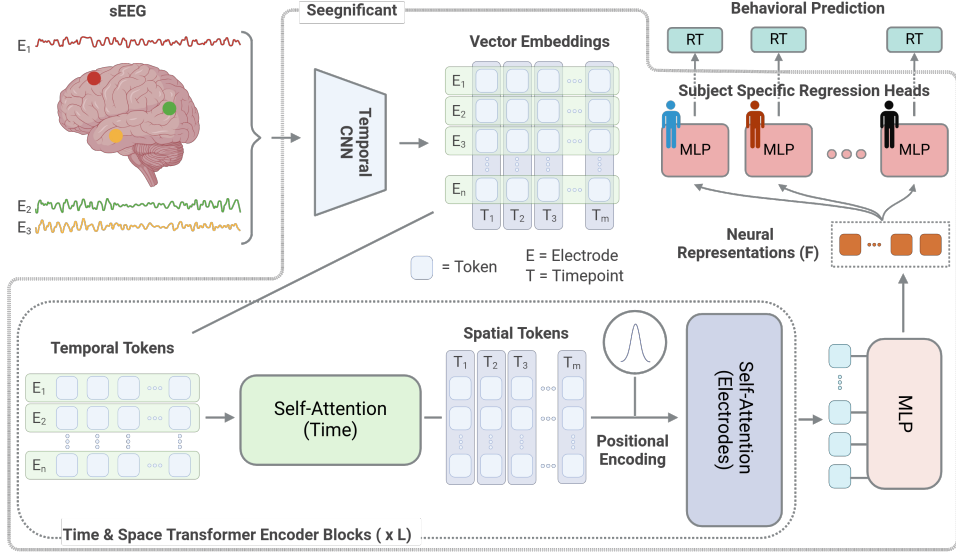 sEEG
Seegnificant
Behavioral Prediction
E1
E2
E3
Temporal
CNN
Vector Embeddings
E1
E2
E3
En
T1 T2 T3 Tm
= Token
E = Electrode
T = Timepoint
RT RT RT
Subject Specific Regression Heads
MLP MLP MLP
Neural
Representations (F)
Temporal Tokens
E1
E2
En
Self-Attention
(Time)
Spatial Tokens
T1 T2 T3 Tm
Positional
Encoding
Self-Attention
(Electrodes)
MLP
Time & Space Transformer Encoder Blocks ( x L)